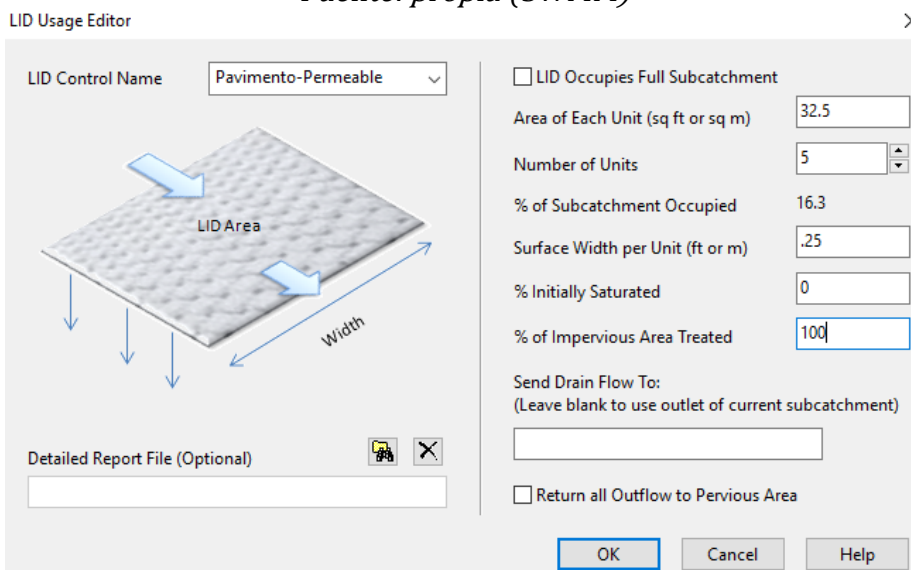 LID Usage Editor
LID Control Name
Pavimento-Permeable
LID Area
Width
Detailed Report File (Optional)
LID Occupies Full Subcatchment
Area of Each Unit (sq ft or sq m)
32.5
Number of Units
5
% of Subcatchment Occupied
16.3
Surface Width per Unit (ft or m)
.25
% Initially Saturated
0
% of Impervious Area Treated
100
Send Drain Flow To:
(Leave blank to use outlet of current subcatchment)
Return all Outflow to Pervious Area
OK
Cancel
Help